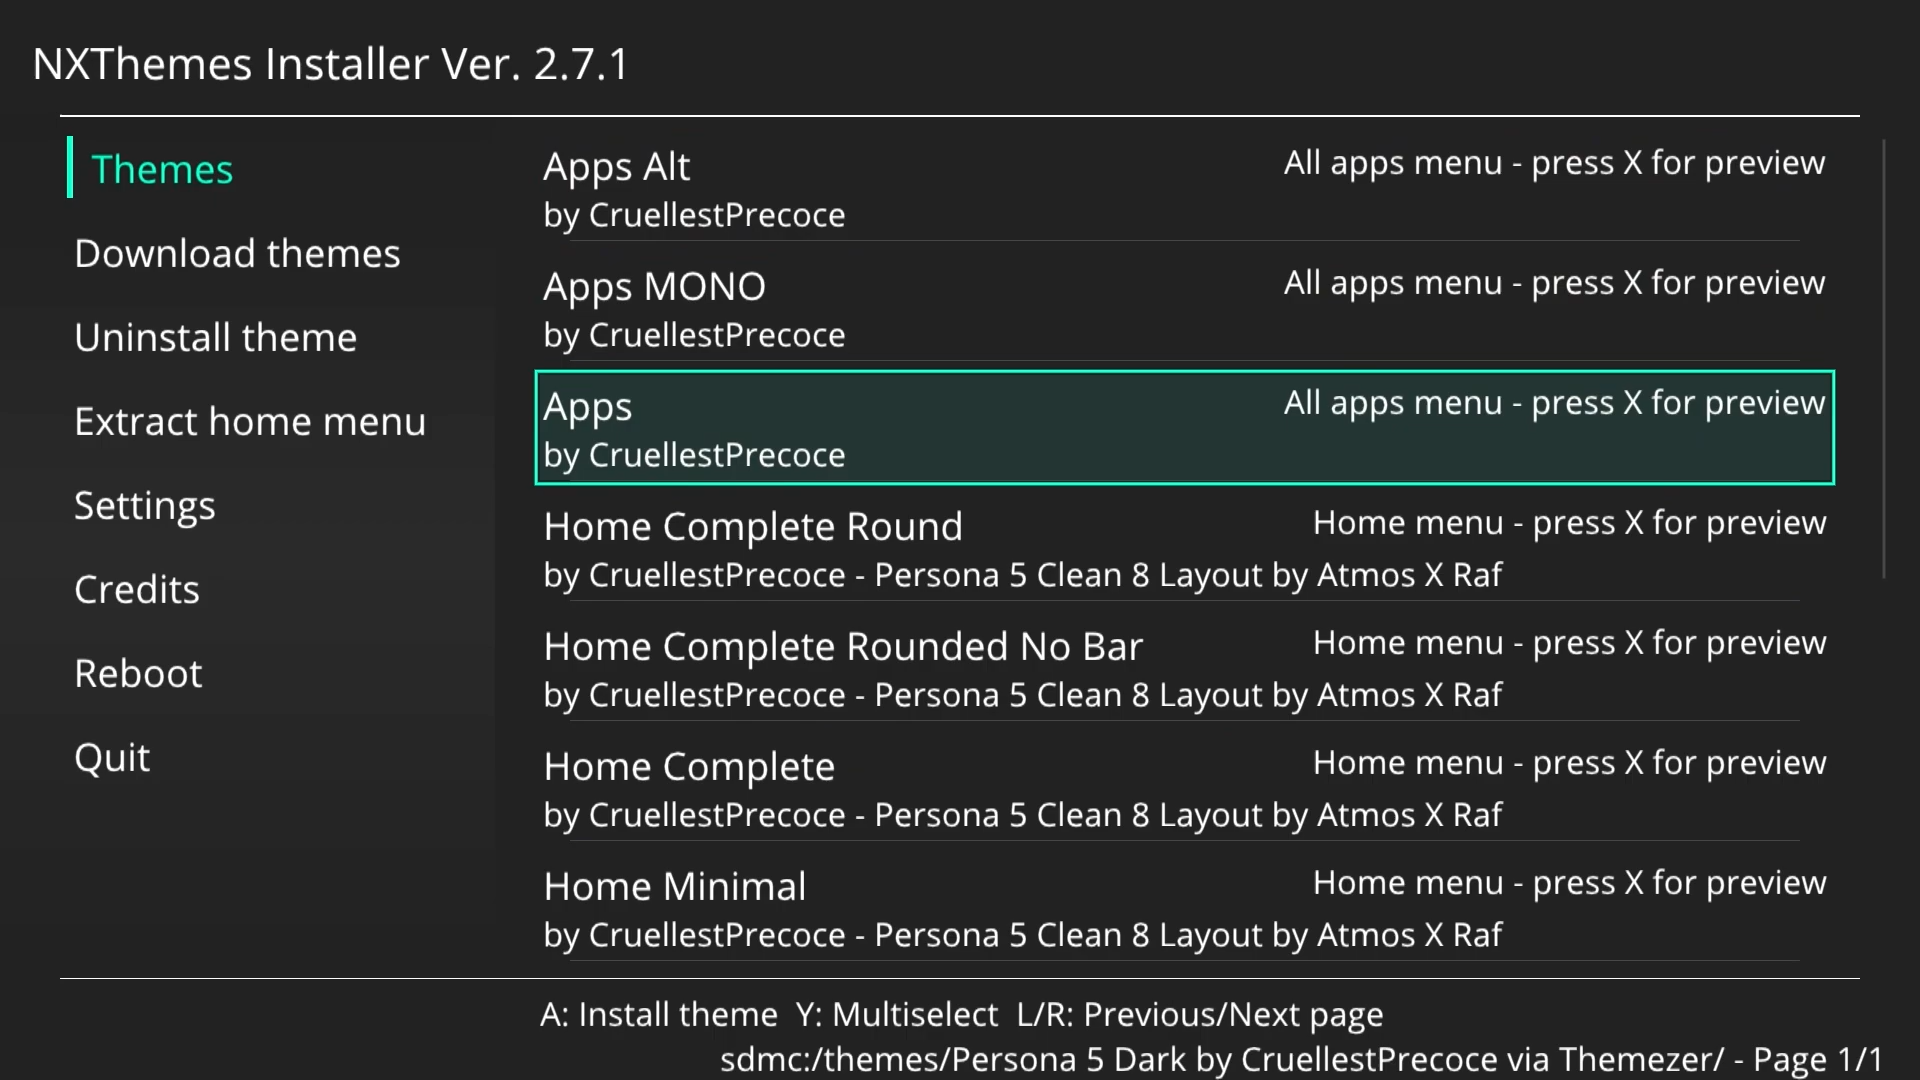 NXThemes Installer Ver. 2.7.1
Themes
Download themes
Uninstall theme
Extract home menu
Settings
Credits
Reboot
Quit
Apps Alt
All apps menu - press X for preview
by CruellestPrecoce
Apps MONO
All apps menu - press X for preview
by CruellestPrecoce
Apps
All apps menu - press X for preview
by CruellestPrecoce
Home Complete Round
Home menu - press X for preview
by CruellestPrecoce - Persona 5 Clean 8 Layout by Atmos X Raf
Home Complete Rounded No Bar
Home menu - press X for preview
by CruellestPrecoce - Persona 5 Clean 8 Layout by Atmos X Raf
Home Complete
Home menu - press X for preview
by CruellestPrecoce - Persona 5 Clean 8 Layout by Atmos X Raf
Home Minimal
Home menu - press X for preview
by CruellestPrecoce - Persona 5 Clean 8 Layout by Atmos X Raf
A: Install theme  Y: Multiselect  L/R: Previous/Next page
sdmc:/themes/Persona 5 Dark by CruellestPrecoce via Themezer/ - Page 1/1